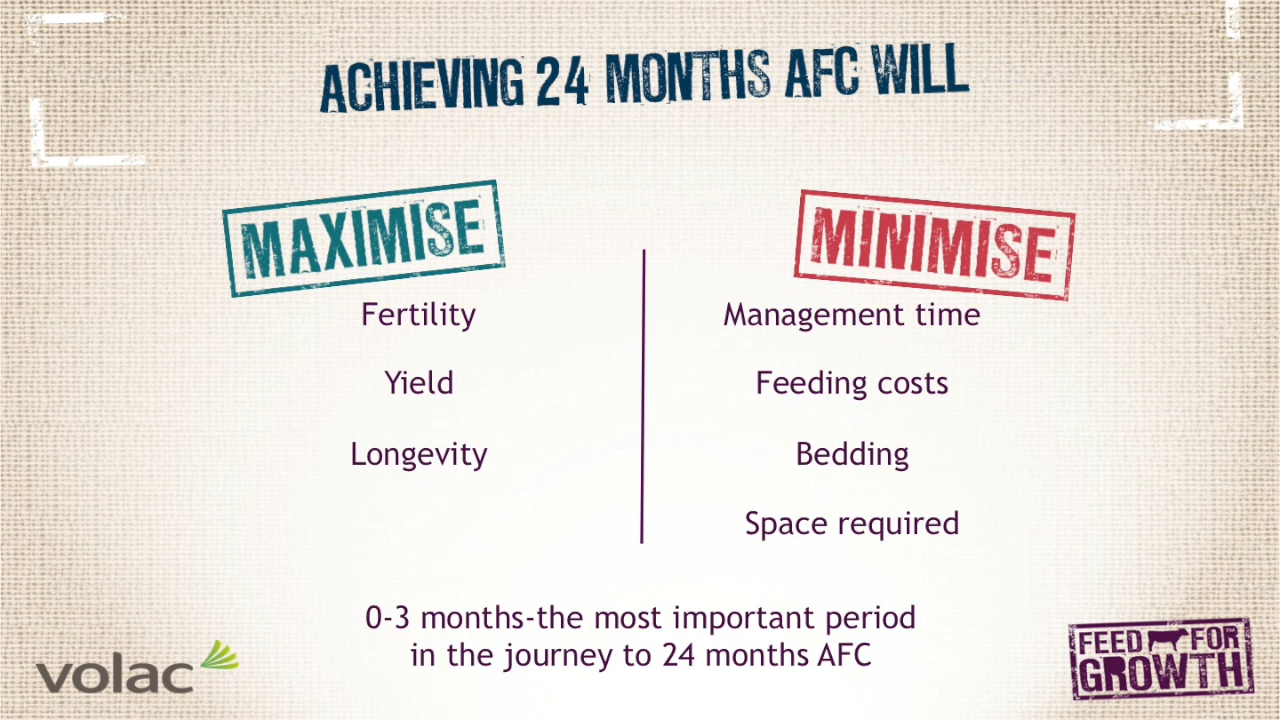 ACHIEVING 24 MONTHS AFC WILL
MAXIMISE
Fertility
Yield
Longevity
MINIMISE
Management time
Feeding costs
Bedding
Space required
0-3 months-the most important period
in the journey to 24 months AFC
volac
FEED FOR
GROWTH